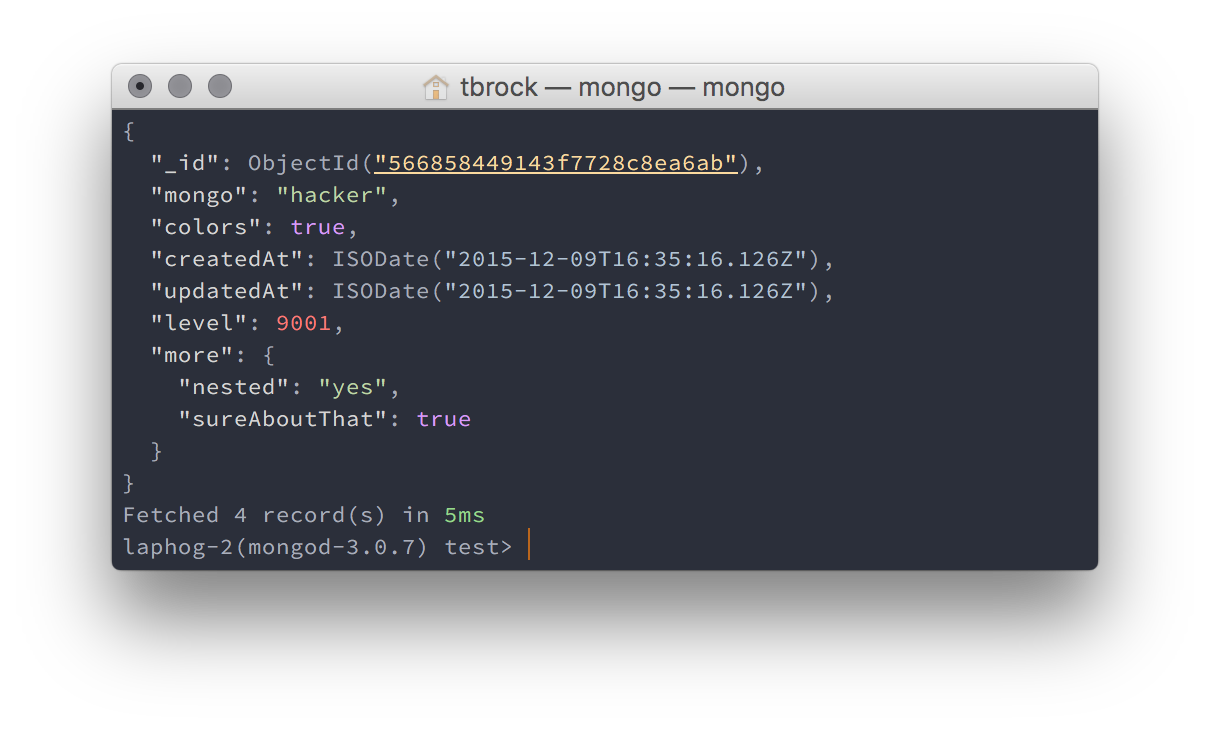 tbrock — mongo — mongo
{
  "_id": ObjectId("566858449143f7728c8ea6ab"),
  "mongo": "hacker",
  "colors": true,
  "createdAt": ISODate("2015-12-09T16:35:16.126Z"),
  "updatedAt": ISODate("2015-12-09T16:35:16.126Z"),
  "level": 9001,
  "more": {
    "nested": "yes",
    "sureAboutThat": true
  }
}
Fetched 4 record(s) in 5ms
laphog-2(mongod-3.0.7) test>